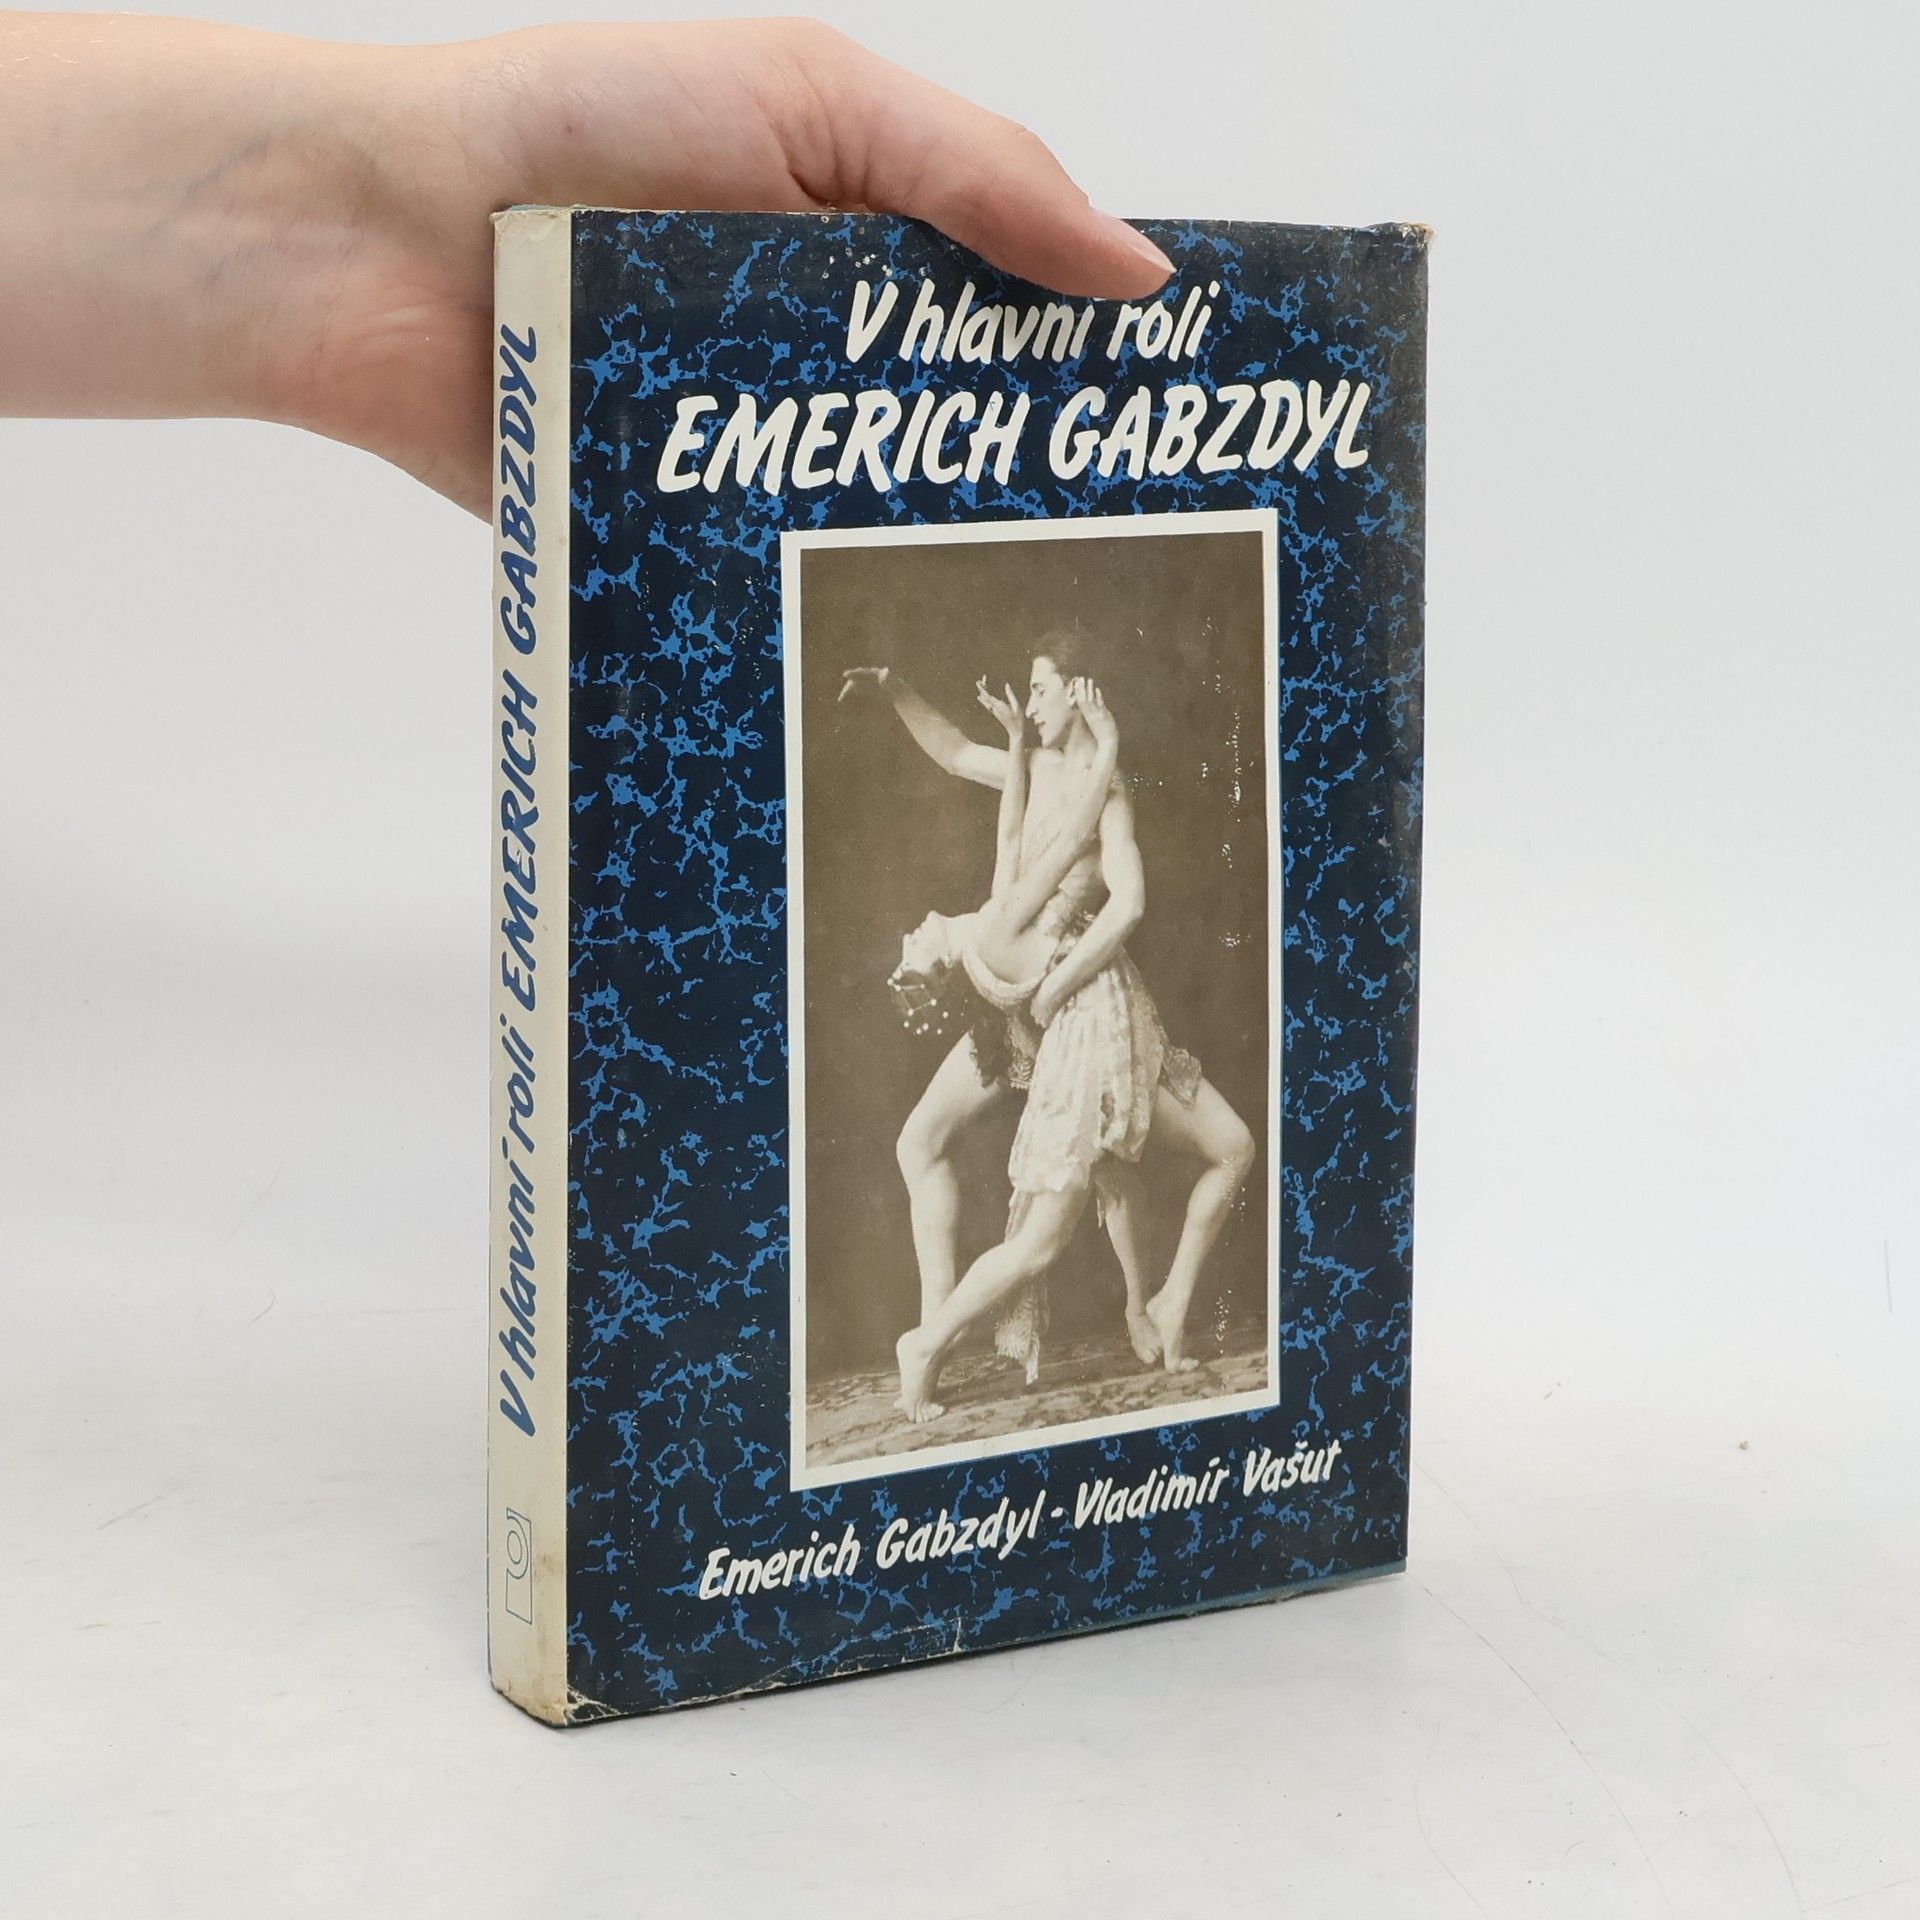 V hlavní roli
EMERICH GABZDYL
Emerich Gabzdyl - Vladimír Vašut
V hlavní roli EMERICH GABZDYL